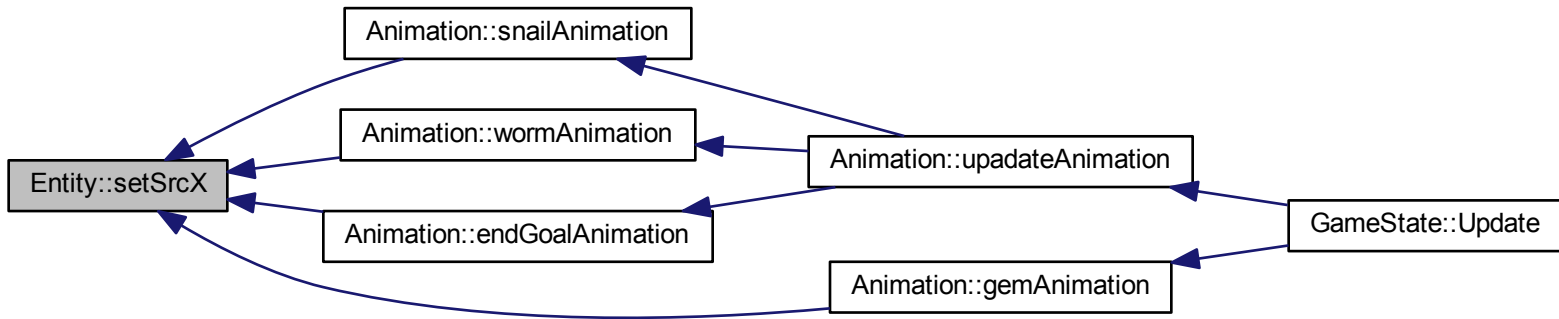 Animation::snailAnimation
Animation::wormAnimation
Animation::upadateAnimation
Entity::setSrcX
GameState::Update
Animation::endGoalAnimation
Animation::gemAnimation